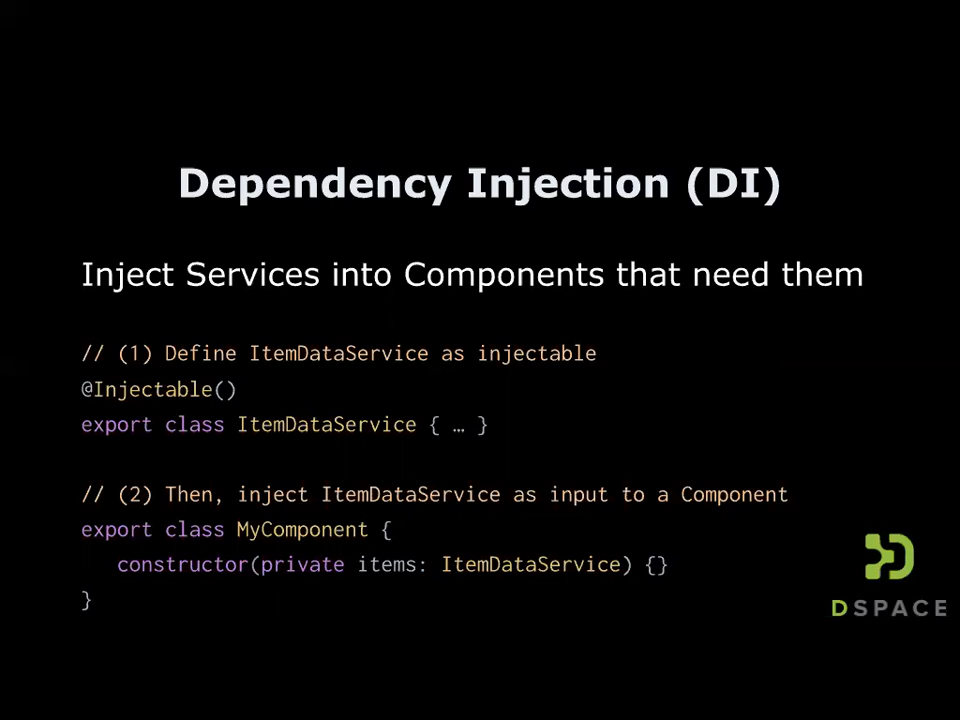 Dependency Injection (DI)
Inject Services into Components that need them
// (1) Define ItemDataService as injectable
@Injectable()
export class ItemDataService { … }
// (2) Then, inject ItemDataService as input to a Component
export class MyComponent {
constructor(private items: ItemDataService) {}
}
DSPACE